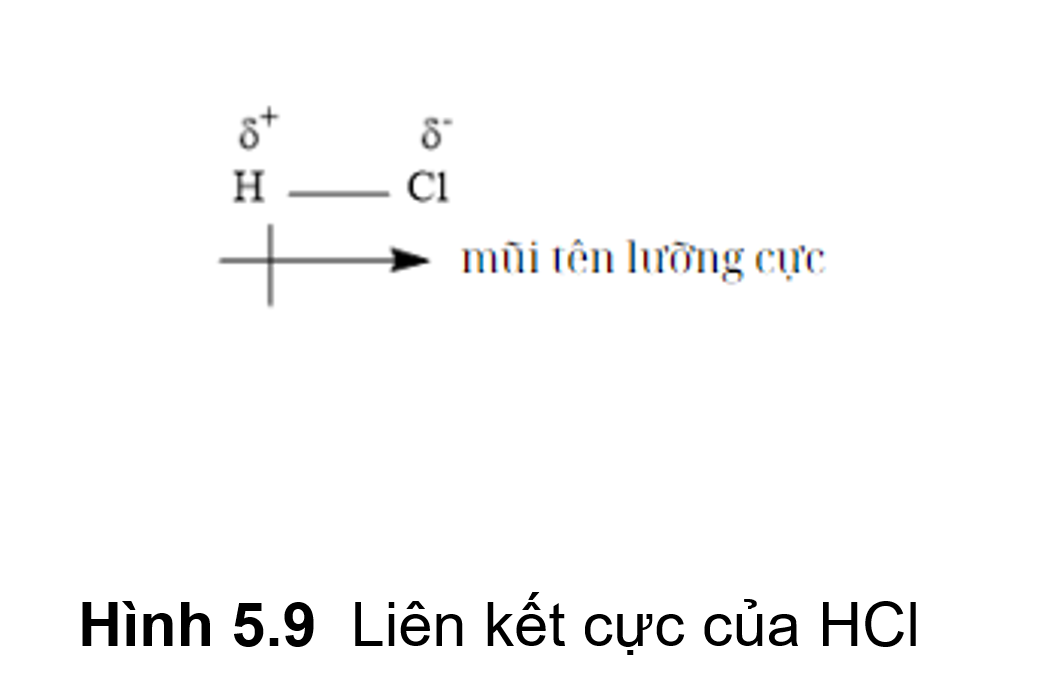 δ⁺ δ⁻
H — Cl
mũi tên lưỡng cực
Hình 5.9 Liên kết cực của HCl